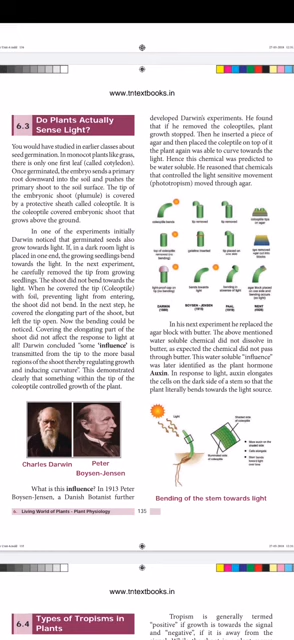 www.tntextbooks.in
6.3 Do Plants Actually
Sense Light?
You would have studied in earlier classes about
seed germination. In monocot plants like grass,
there is only one first leaf (called cotyledon).
Once germinated, the embryo sends a primary
root downward into the soil and pushes the
primary shoot to the soil surface. The tip of
the embryonic shoot (plumule) is covered
by a protective sheath called coleoptile. It is
the coleoptile covered embryonic shoot that
grows above the ground.
In one of the experiments initially
Darwin noticed that germinated seeds also
grow towards light. If, in a dark room light is
placed in one end, the growing seedlings bend
towards the light. In the next experiment,
he carefully removed the tip from growing
seedlings. The shoot did not bend towards the
light. When he covered the tip (Coleoptile)
with foil, preventing light from entering,
the shoot did not bend. In the next step, he
covered the elongating part of the shoot, but
left the tip open. Now the bending could be
noticed. Covering the elongating part of the
shoot did not affect the response to light at
all! Darwin concluded "some 'influence' is
transmitted from the tip to the more basal
regions of the shoot thereby regulating growth
and inducing curvature". This demonstrated
clearly that something within the tip of the
coleoptile controlled growth of the plant.
Charles Darwin
Peter
Boysen-Jensen
What is this influence? In 1913 Peter
Boysen-Jensen, a Danish Botanist further
developed Darwin's experiments. He found
that if he removed the coleoptiles, plant
growth stopped. Then he inserted a piece of
agar and then placed the coleptile on top of it
the plant again was able to curve towards the
light. Hence this chemical was predicted to
be water soluble. He reasoned that chemicals
that controlled the light sensitive movement
(phototropism) moved through agar.
coleoptile bends
tip removed
tip removed
DARWIN
(1880)
BOYSEN - JENSEN
(1913)
PAAL
(1919)
WENT
(1926)
In his next experiment he replaced the
agar block with butter. The above mentioned
water soluble chemical did not dissolve in
butter, as expected the chemical did not pass
through butter. This water soluble "influence"
was later identified as the plant hormone
Auxin. In response to light, auxin elongates
the cells on the dark side of a stem so that the
plant literally bends towards the light source.
Light
Shaded side
of coleoptile
Illuminated side
of coleoptile
Bending of the stem towards light
6. Living World of Plants - Plant Physiology
135
www.tntextbooks.in
6.4 Types of Tropisms in
Plants
Tropism is generally termed
"positive" if growth is towards the signal
and "negative", if it is away from the